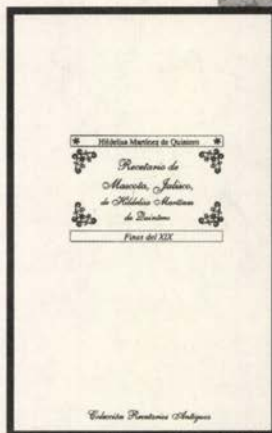 Hildelisa Martínez de Quintero
Recetario de
Mascota, Jalisco,
de Hildelisa Martínez
de Quintero
Fines del XIX
Colección Recetarios Antiguos